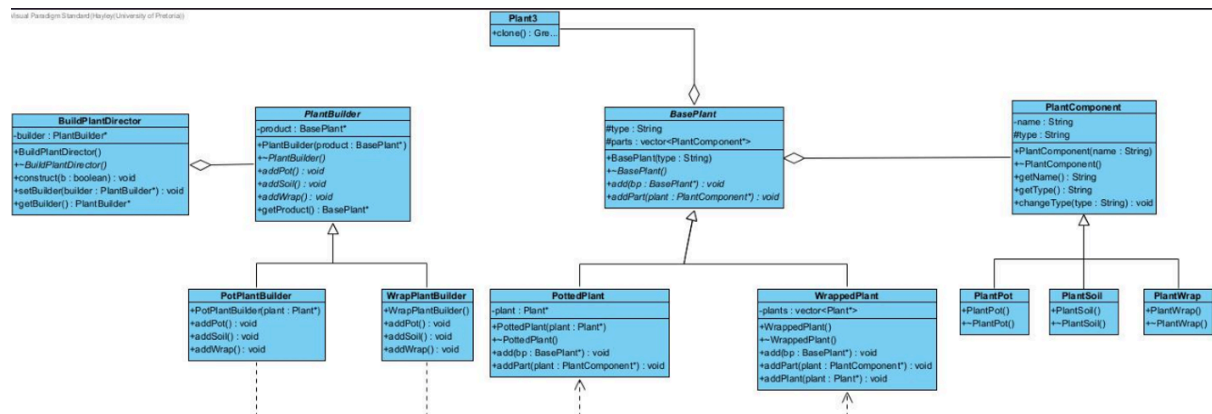 Visual Paradigm Standard(Hayley(University of Pretoria))
Plant3
+clone() : Gre...
BuildPlantDirector
-builder : PlantBuilder*
+BuildPlantDirector()
+~BuildPlantDirector()
+construct(b : boolean) : void
+setBuilder(builder : PlantBuilder*) : void
+getBuilder() : PlantBuilder*
PlantBuilder
-product : BasePlant*
+PlantBuilder(product : BasePlant*)
+~PlantBuilder()
+addPot() : void
+addSoil() : void
+addWrap() : void
+getProduct() : BasePlant*
BasePlant
#type : String
#parts : vector<PlantComponent*>
+BasePlant(type : String)
+~BasePlant()
+add(bp : BasePlant*) : void
+addPart(plant : PlantComponent*) : void
PlantComponent
-name : String
#type : String
+PlantComponent(name : String)
+~PlantComponent()
+getName() : String
+getType() : String
+changeType(type : String) : void
PotPlantBuilder
+PotPlantBuilder(plant : Plant*)
+addPot() : void
+addSoil() : void
+addWrap() : void
WrapPlantBuilder
+WrapPlantBuilder()
+addPot() : void
+addSoil() : void
+addWrap() : void
PottedPlant
-plant : Plant*
+PottedPlant(plant : Plant*)
+~PottedPlant()
+add(bp : BasePlant*) : void
+addPart(plant : PlantComponent*) : void
WrappedPlant
-plants : vector<Plant*>
+WrappedPlant()
+~WrappedPlant()
+add(bp : BasePlant*) : void
+addPart(plant : PlantComponent*) : void
+addPlant(plant : Plant*) : void
PlantPot
+PlantPot()
+~PlantPot()
PlantSoil
+PlantSoil()
+~PlantSoil()
PlantWrap
+PlantWrap()
+~PlantWrap()